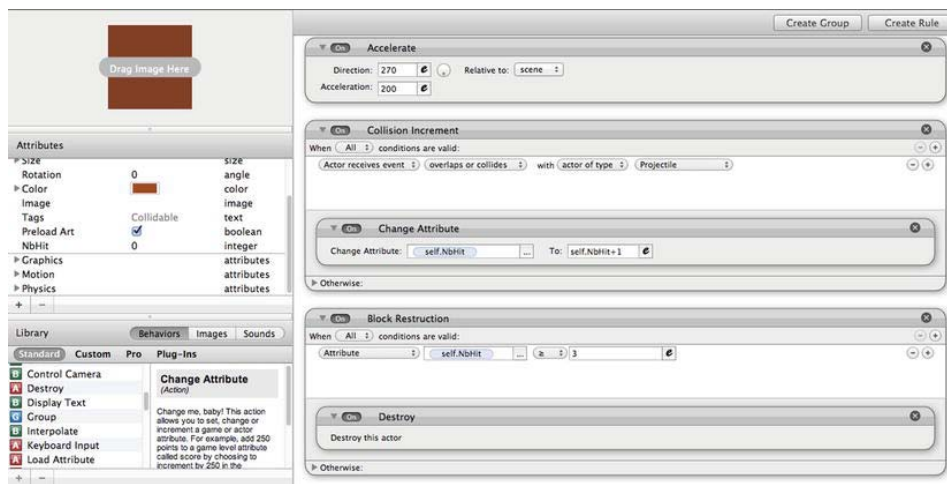 Create Group
Create Rule
Drag Image Here
On Accelerate
Direction: 270 e Relative to: scene
Acceleration: 200 e
On Collision Increment
When All conditions are valid:
Actor receives event overlaps or collides with actor of type Projectile
On Change Attribute
Change Attribute: self.NbHit ... To: self.NbHit+1 e
Otherwise:
On Block Restruction
When All conditions are valid:
Attribute self.NbHit ... ≥ 3 e
On Destroy
Destroy this actor
Otherwise:
Attributes
Size size
Rotation 0 angle
Color color
Image image
Tags Collidable text
Preload Art boolean
NbHit 0 integer
Graphics attributes
Motion attributes
Physics attributes
+ -
Library Behaviors Images Sounds
Standard Custom Pro Plug-Ins
B Control Camera
A Destroy
B Display Text
G Group
B Interpolate
A Keyboard Input
A Load Attribute
Change Attribute
(Action)
Change me, baby! This action
allows you to set, change or
increment a game or actor
attribute. For example, add 250
points to a game level attribute
called score by choosing to
increment by 250 in the
+ -